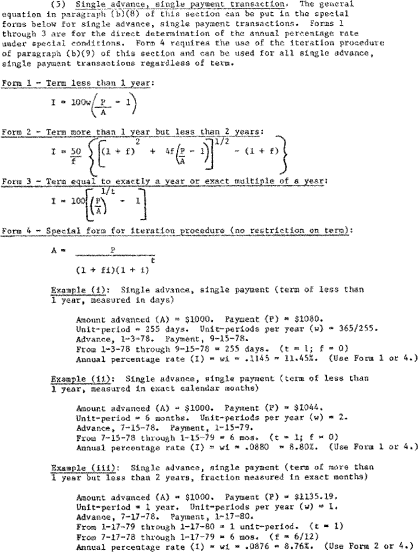 (5) Single advance, single payment transaction. The general
equation in paragraph (b)(8) of this section can be put in the special
forms below for single advance, single payment transactions. Forms 1
through 3 are for the direct determination of the annual percentage rate
under special conditions. Form 4 requires the use of the iteration procedure
of paragraph (b)(9) of this section and can be used for all single advance,
single payment transactions regardless of term.
Form 1 - Term less than 1 year:
I = 100w(P/A - 1)
Form 2 - Term more than 1 year but less than 2 years:
I = 50/f {[(1 + f)^2 + 4f(P/A - 1)]^1/2 - (1 + f)}
Form 3 - Term equal to exactly a year or exact multiple of a year:
I = 100[(P/A)^1/t - 1]
Form 4 - Special form for iteration procedure (no restriction on term):
A = P / (1 + fi)(1 + i)^t
Example (i): Single advance, single payment (term of less than
1 year, measured in days)
Amount advanced (A) = $1000. Payment (P) = $1080.
Unit-period = 255 days. Unit-periods per year (w) = 365/255.
Advance, 1-3-78. Payment, 9-15-78.
From 1-3-78 through 9-15-78 = 255 days. (t = 1; f = 0)
Annual percentage rate (I) = wi = .1145 = 11.45%. (Use Form 1 or 4.)
Example (ii): Single advance, single payment (term of less than
1 year, measured in exact calendar months)
Amount advanced (A) = $1000. Payment (P) = $1044.
Unit-period = 6 months. Unit-periods per year (w) = 2.
Advance, 7-15-78. Payment, 1-15-79.
From 7-15-78 through 1-15-79 = 6 mos. (t = 1; f = 0)
Annual percentage rate (I) = wi = .0880 = 8.80%. (Use Form 1 or 4.)
Example (iii): Single advance, single payment (term of more than
1 year but less than 2 years, fraction measured in exact months)
Amount advanced (A) = $1000. Payment (P) = $1135.19.
Unit-period = 1 year. Unit-periods per year (w) = 1.
Advance, 7-17-78. Payment, 1-17-80.
From 1-17-79 through 1-17-80 = 1 unit-period. (t = 1)
From 7-17-78 through 1-17-79 = 6 mos. (f = 6/12)
Annual percentage rate (I) = wi = .0876 = 8.76%. (Use Form 2 or 4.)